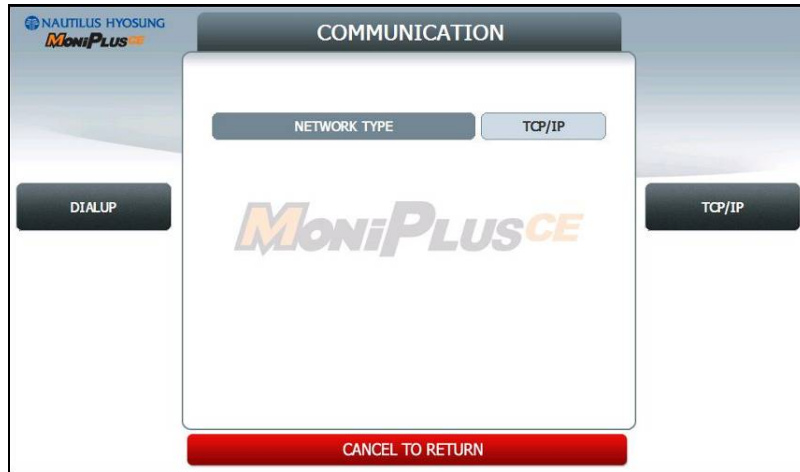 NAUTILUS HYOSUNG
MONiPLUSCE
COMMUNICATION
NETWORK TYPE
TCP/IP
DIALUP
MONiPLUSCE
TCP/IP
CANCEL TO RETURN